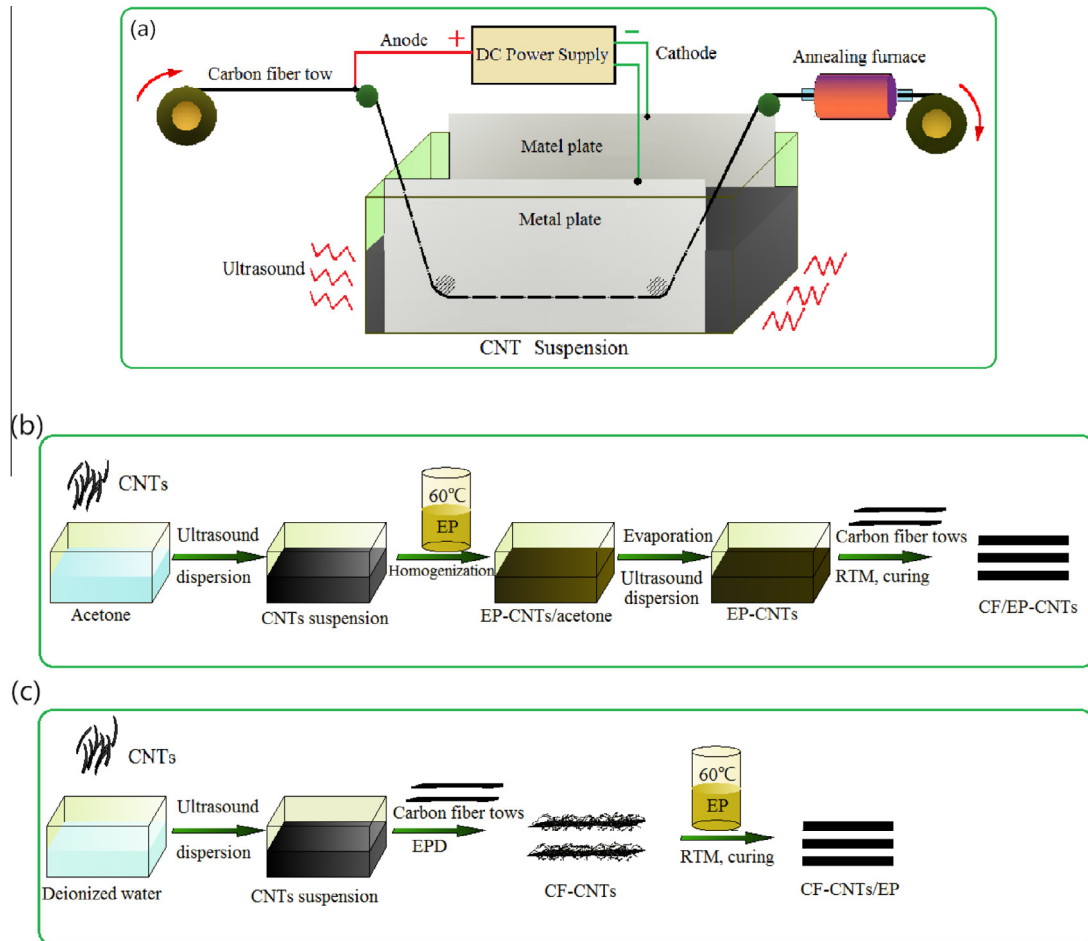 (a)
Anode
+
DC Power Supply
−
Cathode
Annealing furnace
Carbon fiber tow
Matel plate
Metal plate
Ultrasound
CNT Suspension
(b)
CNTs
Acetone
Ultrasound
dispersion
CNTs suspension
60℃
EP
Homogenization
EP-CNTs/acetone
Evaporation
Ultrasound
dispersion
EP-CNTs
Carbon fiber tows
RTM, curing
CF/EP-CNTs
(c)
CNTs
Deionized water
Ultrasound
dispersion
CNTs suspension
Carbon fiber tows
EPD
CF-CNTs
60℃
EP
RTM, curing
CF-CNTs/EP